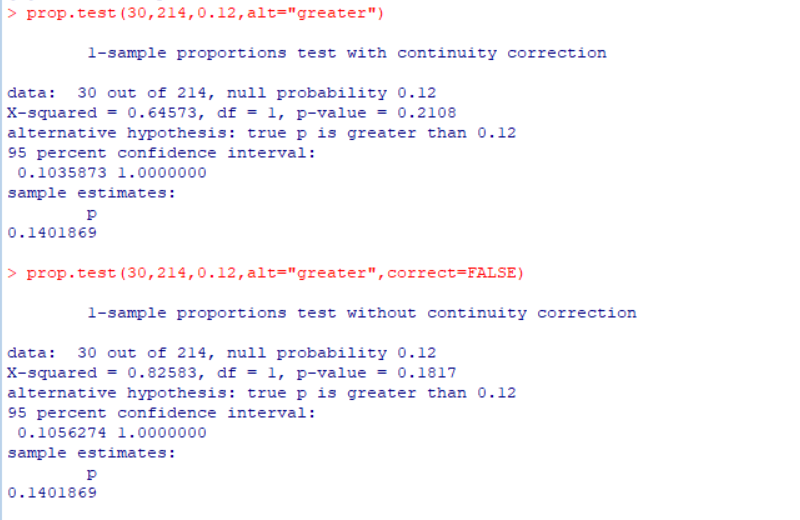 > prop.test(30,214,0.12,alt="greater")
1-sample proportions test with continuity correction
data:  30 out of 214, null probability 0.12
X-squared = 0.64573, df = 1, p-value = 0.2108
alternative hypothesis: true p is greater than 0.12
95 percent confidence interval:
 0.1035873 1.0000000
sample estimates:
p
0.1401869
> prop.test(30,214,0.12,alt="greater",correct=FALSE)
1-sample proportions test without continuity correction
data:  30 out of 214, null probability 0.12
X-squared = 0.82583, df = 1, p-value = 0.1817
alternative hypothesis: true p is greater than 0.12
95 percent confidence interval:
 0.1056274 1.0000000
sample estimates:
p
0.1401869